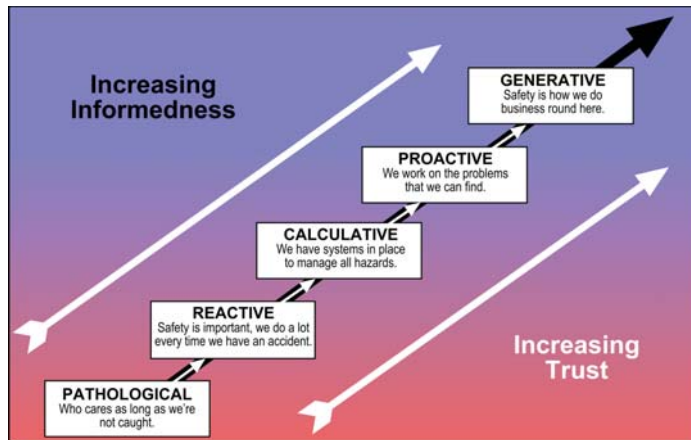 Increasing
Informedness
GENERATIVE
Safety is how we do
business round here.
PROACTIVE
We work on the problems
that we can find.
CALCULATIVE
We have systems in place
to manage all hazards.
REACTIVE
Safety is important, we do a lot
every time we have an accident.
PATHOLOGICAL
Who cares as long as we're
not caught.
Increasing
Trust